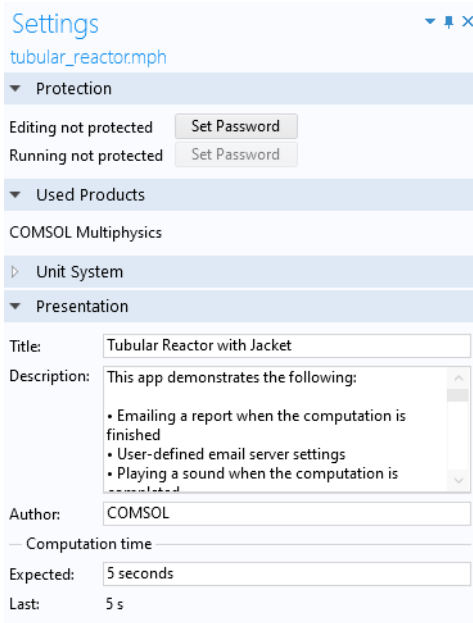 Settings
tubular_reactor.mph
Protection
Editing not protected Set Password
Running not protected Set Password
Used Products
COMSOL Multiphysics
Unit System
Presentation
Title: Tubular Reactor with Jacket
Description: This app demonstrates the following:
• Emailing a report when the computation is
finished
• User-defined email server settings
• Playing a sound when the computation is
Author: COMSOL
Computation time
Expected: 5 seconds
Last: 5 s